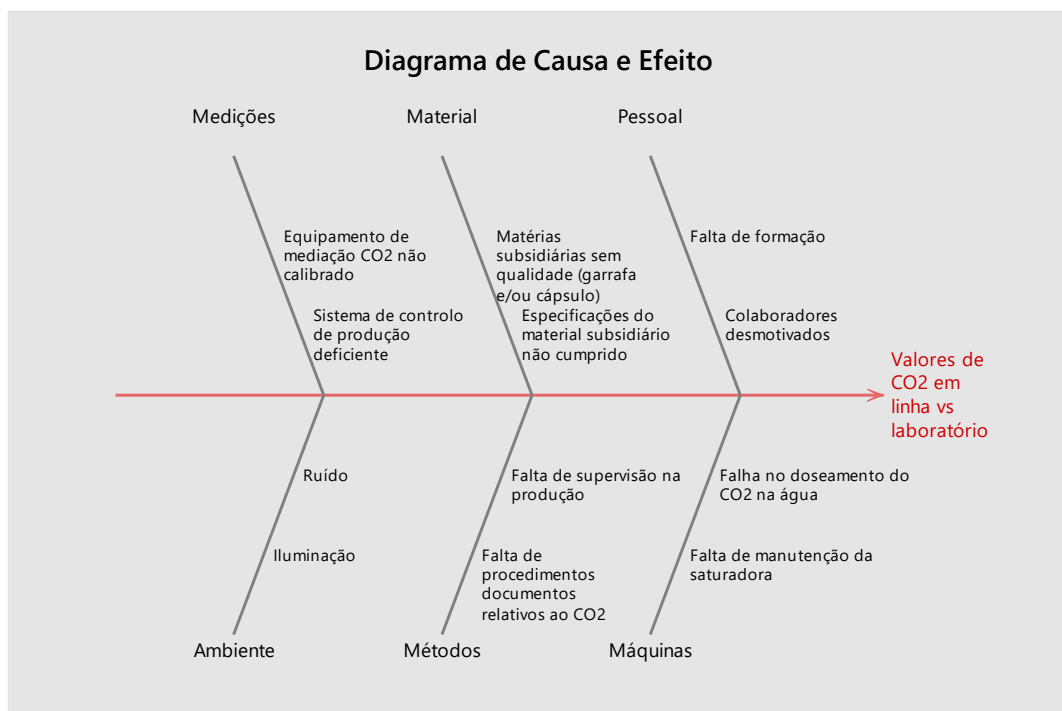 Diagrama de Causa e Efeito
Medições
Material
Pessoal
Equipamento de
mediação CO2 não
calibrado
Sistema de controlo
de produção
deficiente
Matérias
subsidiárias sem
qualidade (garrafa
e/ou cápsulo)
Especificações do
material subsidiário
não cumprido
Falta de formação
Colaboradores
desmotivados
Valores de
CO2 em
linha vs
laboratório
Ruído
Iluminação
Falta de supervisão na
produção
Falta de
procedimentos
documentos
relativos ao CO2
Falha no doseamento do
CO2 na água
Falta de manutenção da
saturadora
Ambiente
Métodos
Máquinas